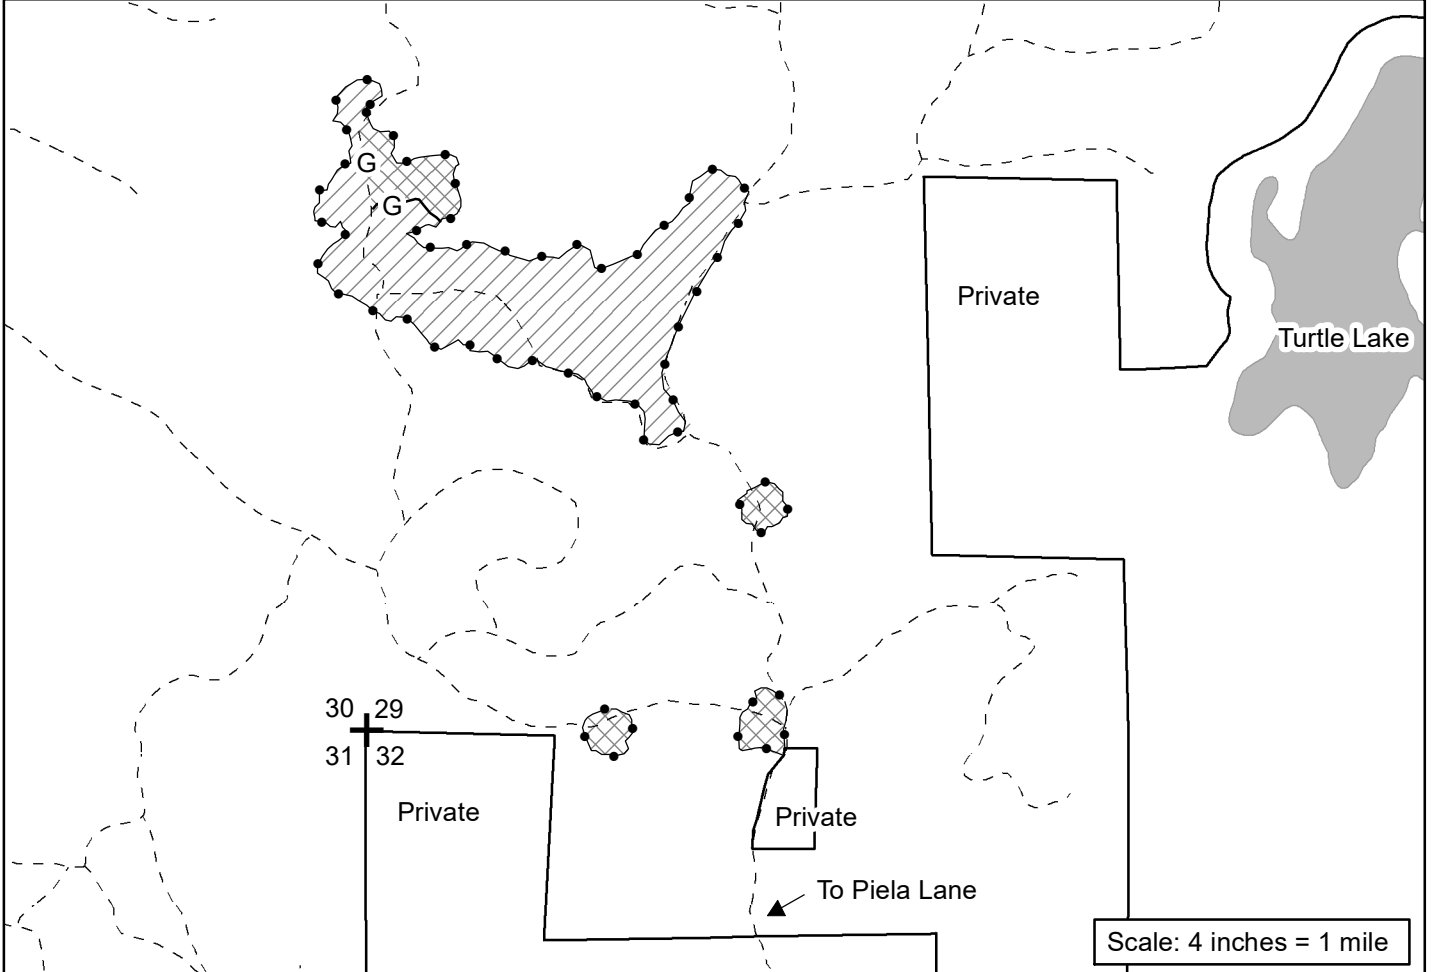 G
G
Private
Turtle Lake
30 29
31 32
Private
Private
To Piela Lane
Scale: 4 inches = 1 mile